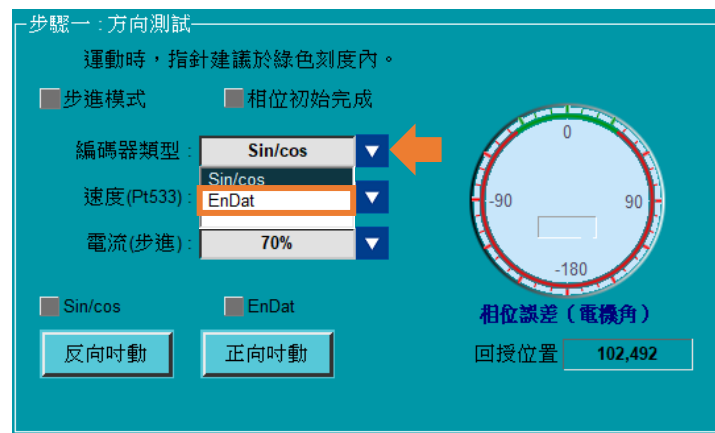 步驟一 : 方向測試
運動時，指針建議於綠色刻度內。
步進模式
相位初始完成
編碼器類型 :
Sin/cos
Sin/cos
EnDat
速度(Pt533) :
電流(步進) :
70%
Sin/cos
EnDat
反向吋動
正向吋動
0
-90
90
-180
相位誤差（電機角）
回授位置
102,492